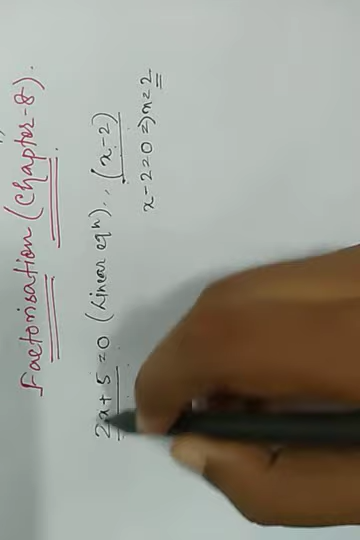 Factorisation (Chapter-8).
2x+5=0 (Linear eqn).. (x-2)
x-2=0=)x=2